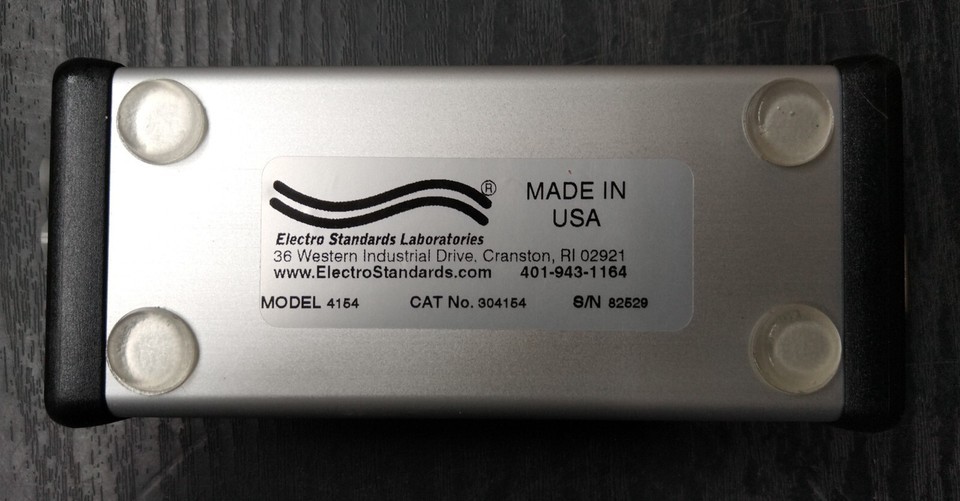 ®
MADE IN
USA
Electro Standards Laboratories
36 Western Industrial Drive, Cranston, RI 02921
www.ElectroStandards.com 401-943-1164
MODEL 4154 CAT No. 304154 S/N 82529